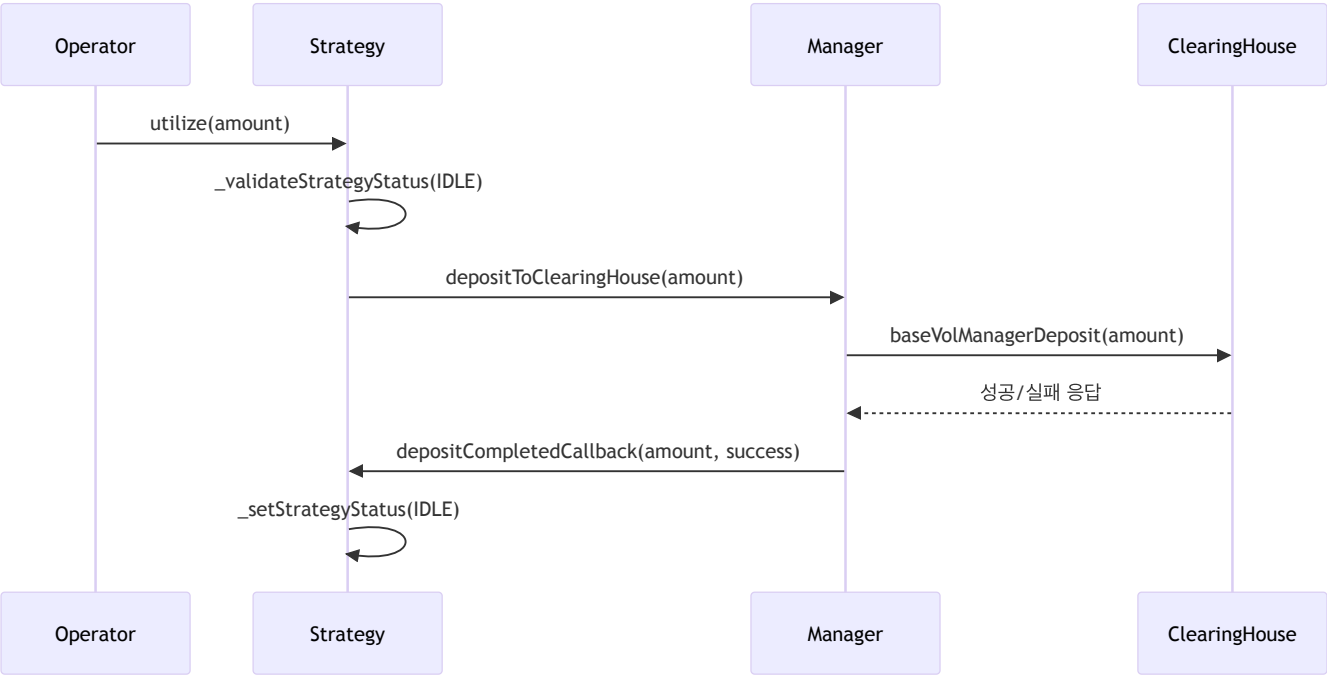 Operator
Strategy
Manager
ClearingHouse
utilize(amount)
_validateStrategyStatus(IDLE)
depositToClearingHouse(amount)
baseVolManagerDeposit(amount)
성공/실패 응답
depositCompletedCallback(amount, success)
_setStrategyStatus(IDLE)
Operator
Strategy
Manager
ClearingHouse